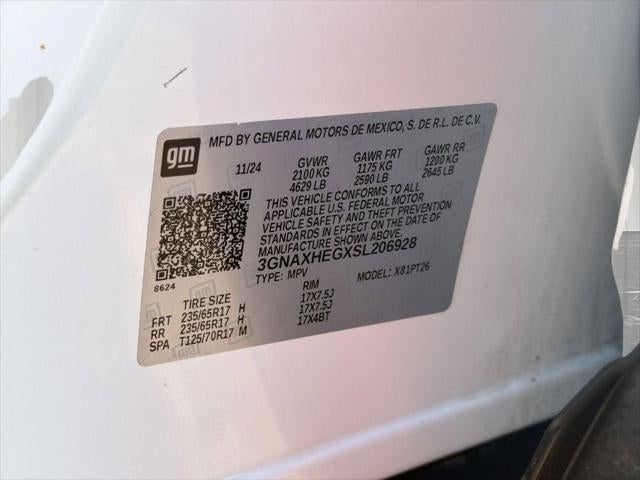 gm
MFD BY GENERAL MOTORS DE MEXICO, S. DE R.L. DE C.V.
11/24 GVWR GAWR FRT GAWR RR
2100 KG 1175 KG 1200 KG
4629 LB 2590 LB 2645 LB
THIS VEHICLE CONFORMS TO ALL
APPLICABLE U.S. FEDERAL MOTOR
VEHICLE SAFETY AND THEFT PREVENTION
STANDARDS IN EFFECT ON THE DATE OF
MANUFACTURE SHOWN ABOVE.
3GNAXHEGXSL206928
8624 TYPE: MPV MODEL: X81PT26
TIRE SIZE RIM
FRT 235/65R17 H 17X7.5J
RR 235/65R17 H 17X7.5J
SPA T125/70R17 M 17X4BT